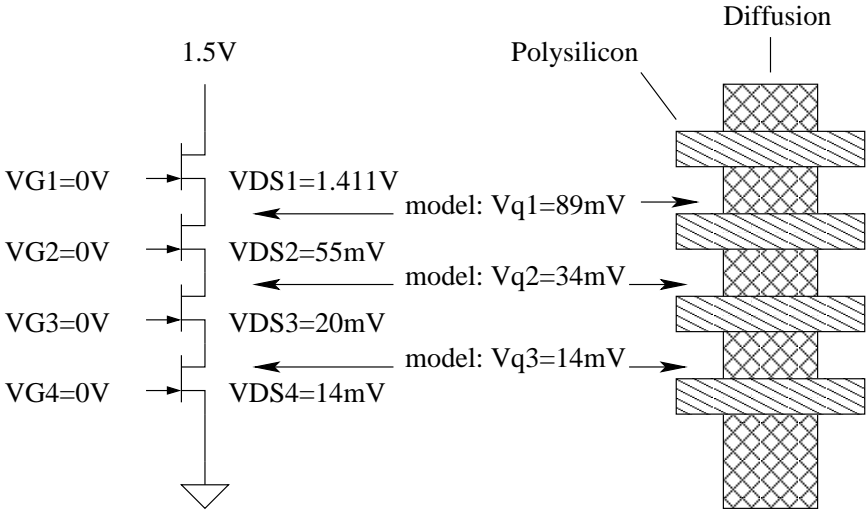 Diffusion
1.5V
Polysilicon
VG1=0V
VDS1=1.411V
model: Vq1=89mV
VG2=0V
VDS2=55mV
model: Vq2=34mV
VG3=0V
VDS3=20mV
model: Vq3=14mV
VG4=0V
VDS4=14mV